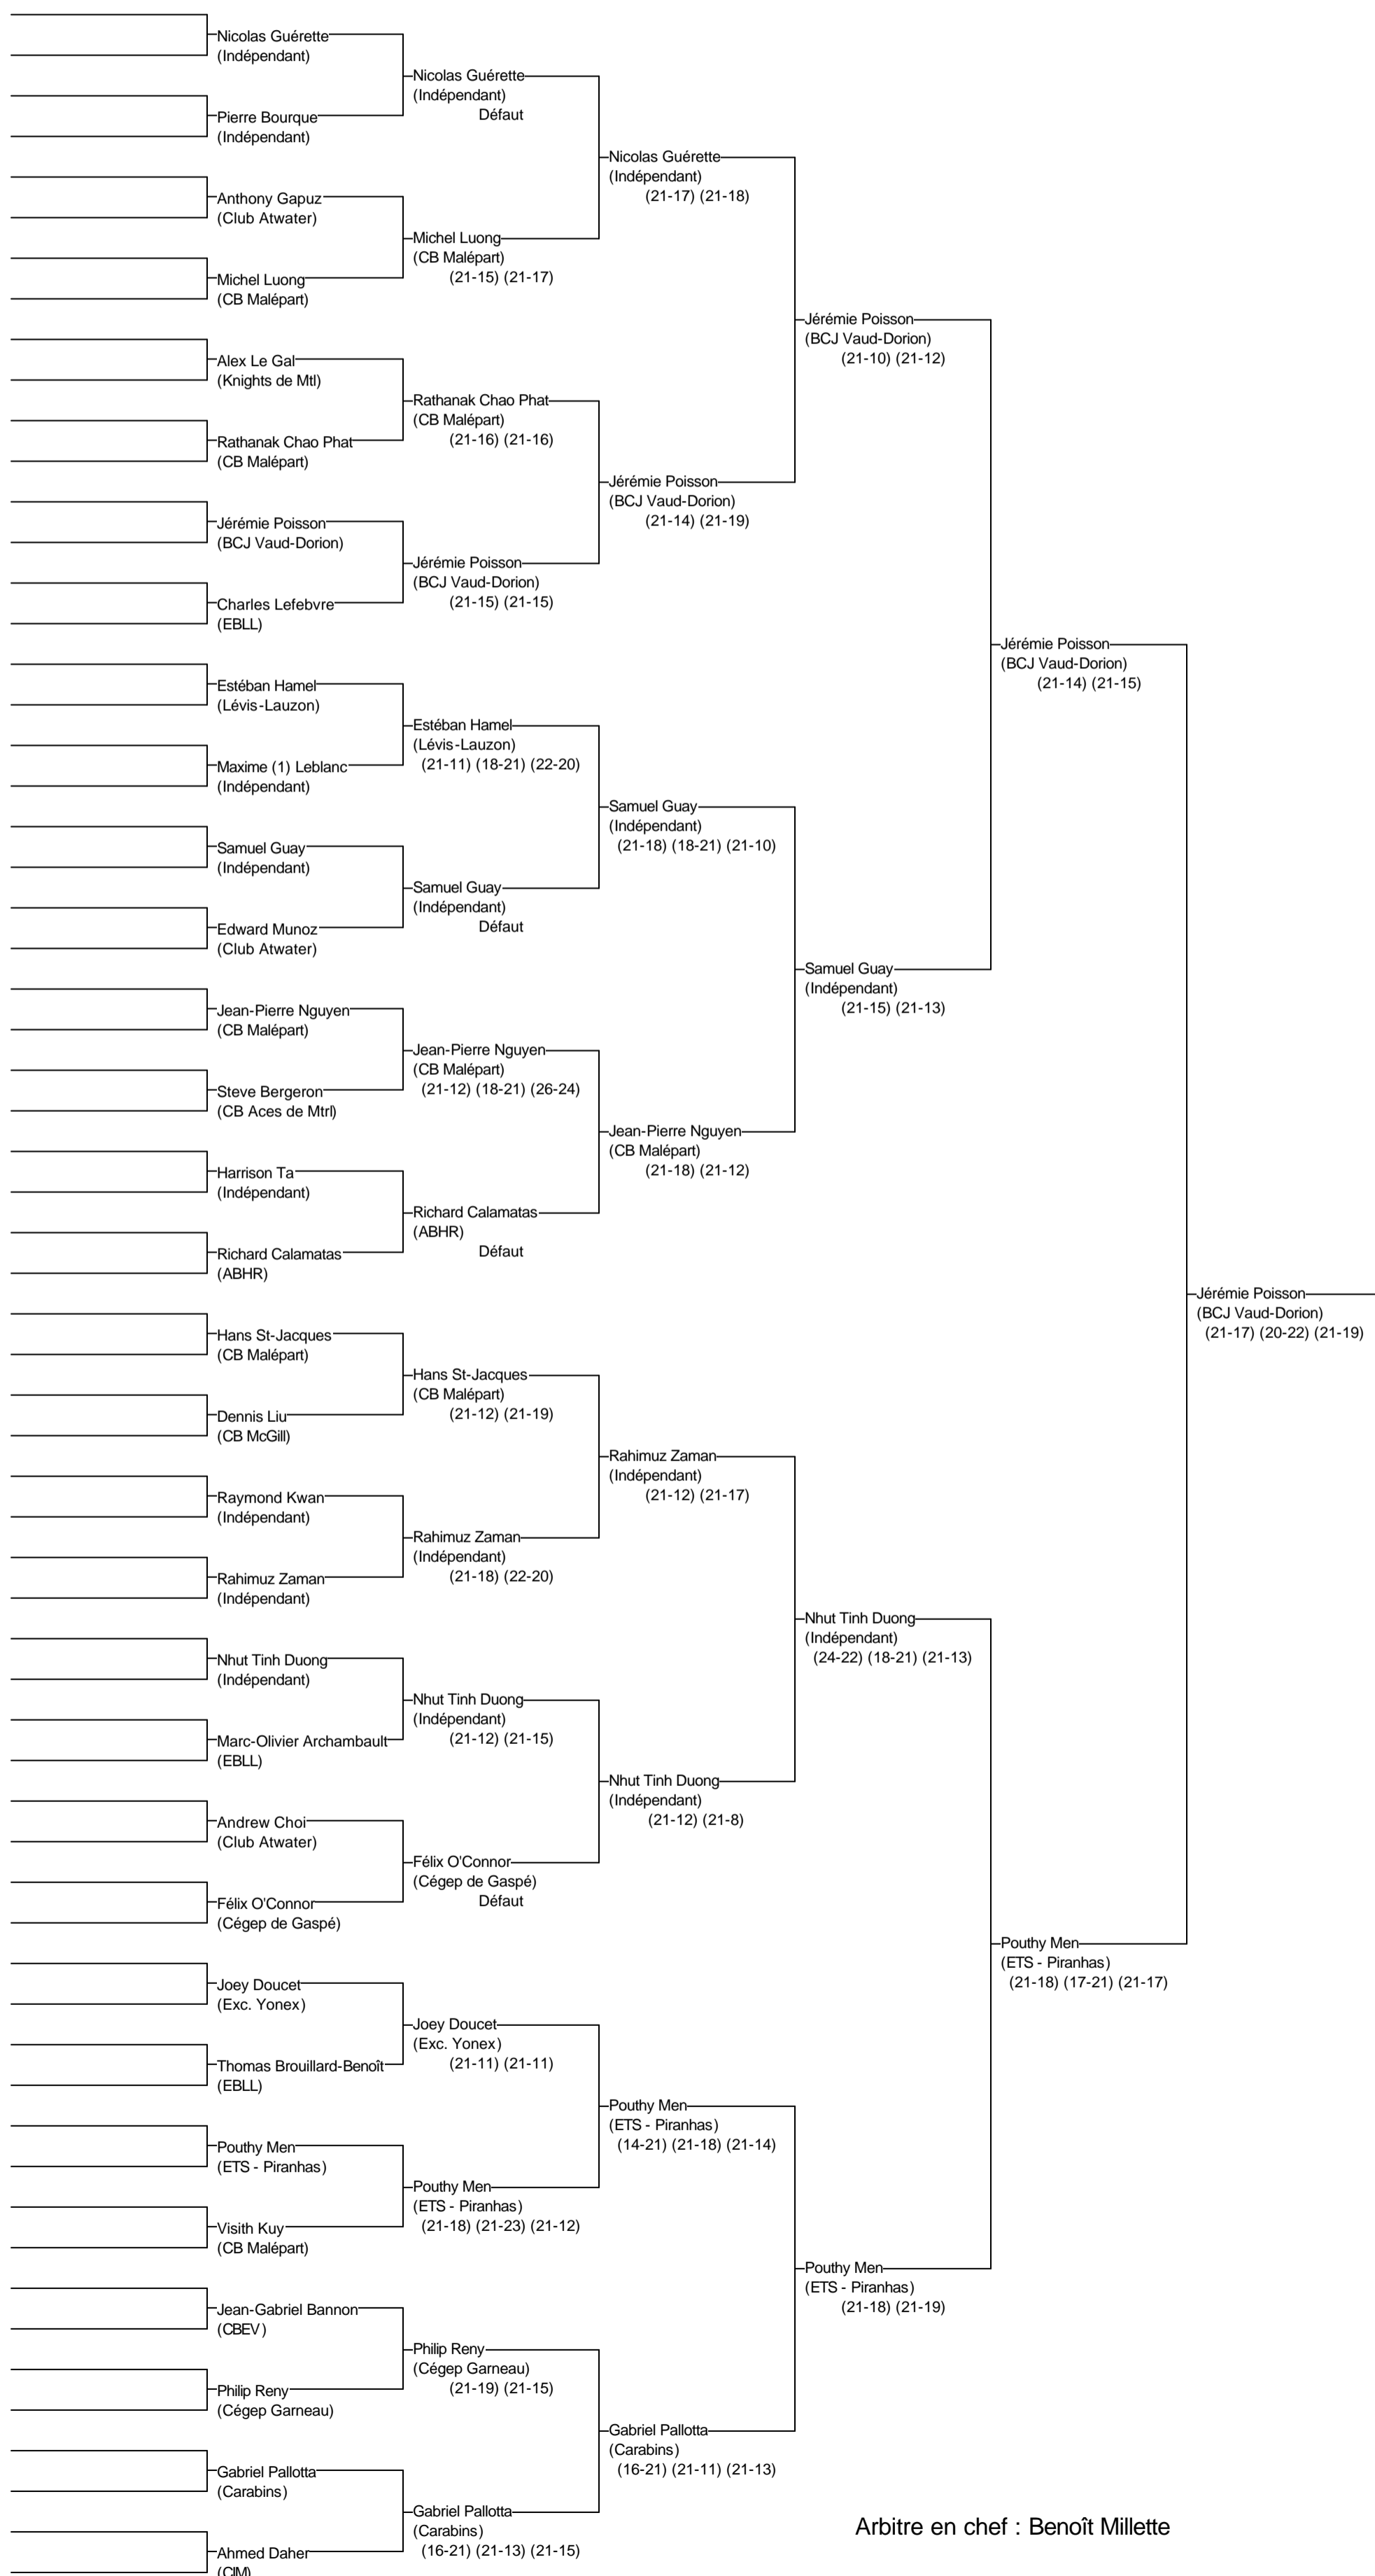 Nicolas Guérette
(Indépendant)
Pierre Bourque
(Indépendant)
Anthony Gapuz
(Club Atwater)
Michel Luong
(CB Malépart)
Alex Le Gal
(Knights de Mtl)
Rathanak Chao Phat
(CB Malépart)
Jérémie Poisson
(BCJ Vaud-Dorion)
Charles Lefebvre
(EBLL)
Estéban Hamel
(Lévis-Lauzon)
Maxime (1) Leblanc
(Indépendant)
Samuel Guay
(Indépendant)
Edward Munoz
(Club Atwater)
Jean-Pierre Nguyen
(CB Malépart)
Steve Bergeron
(CB Aces de Mtrl)
Harrison Ta
(Indépendant)
Richard Calamatas
(ABHR)
Hans St-Jacques
(CB Malépart)
Dennis Liu
(CB McGill)
Raymond Kwan
(Indépendant)
Rahimuz Zaman
(Indépendant)
Nhut Tinh Duong
(Indépendant)
Marc-Olivier Archambault
(EBLL)
Andrew Choi
(Club Atwater)
Félix O'Connor
(Cégep de Gaspé)
Joey Doucet
(Exc. Yonex)
Thomas Brouillard-Benoît
(EBLL)
Pouthy Men
(ETS - Piranhas)
Visith Kuy
(CB Malépart)
Jean-Gabriel Bannon
(CBEV)
Philip Reny
(Cégep Garneau)
Gabriel Pallotta
(Carabins)
Ahmed Daher
(CIM)
Nicolas Guérette
(Indépendant)
Défaut
Michel Luong
(CB Malépart)
(21-15) (21-17)
Rathanak Chao Phat
(CB Malépart)
(21-16) (21-16)
Jérémie Poisson
(BCJ Vaud-Dorion)
(21-15) (21-15)
Estéban Hamel
(Lévis-Lauzon)
(21-11) (18-21) (22-20)
Samuel Guay
(Indépendant)
Défaut
Jean-Pierre Nguyen
(CB Malépart)
(21-12) (18-21) (26-24)
Richard Calamatas
(ABHR)
Défaut
Hans St-Jacques
(CB Malépart)
(21-12) (21-19)
Rahimuz Zaman
(Indépendant)
(21-18) (22-20)
Nhut Tinh Duong
(Indépendant)
(21-12) (21-15)
Félix O'Connor
(Cégep de Gaspé)
Défaut
Joey Doucet
(Exc. Yonex)
(21-11) (21-11)
Pouthy Men
(ETS - Piranhas)
(21-18) (21-23) (21-12)
Philip Reny
(Cégep Garneau)
(21-19) (21-15)
Gabriel Pallotta
(Carabins)
(16-21) (21-13) (21-15)
Nicolas Guérette
(Indépendant)
(21-17) (21-18)
Jérémie Poisson
(BCJ Vaud-Dorion)
(21-14) (21-19)
Samuel Guay
(Indépendant)
(21-18) (18-21) (21-10)
Jean-Pierre Nguyen
(CB Malépart)
(21-18) (21-12)
Rahimuz Zaman
(Indépendant)
(21-12) (21-17)
Nhut Tinh Duong
(Indépendant)
(21-12) (21-8)
Pouthy Men
(ETS - Piranhas)
(14-21) (21-18) (21-14)
Gabriel Pallotta
(Carabins)
(16-21) (21-11) (21-13)
Jérémie Poisson
(BCJ Vaud-Dorion)
(21-10) (21-12)
Samuel Guay
(Indépendant)
(21-15) (21-13)
Nhut Tinh Duong
(Indépendant)
(24-22) (18-21) (21-13)
Pouthy Men
(ETS - Piranhas)
(21-18) (21-19)
Jérémie Poisson
(BCJ Vaud-Dorion)
(21-14) (21-15)
Pouthy Men
(ETS - Piranhas)
(21-18) (17-21) (21-17)
Jérémie Poisson
(BCJ Vaud-Dorion)
(21-17) (20-22) (21-19)
Arbitre en chef : Benoît Millette